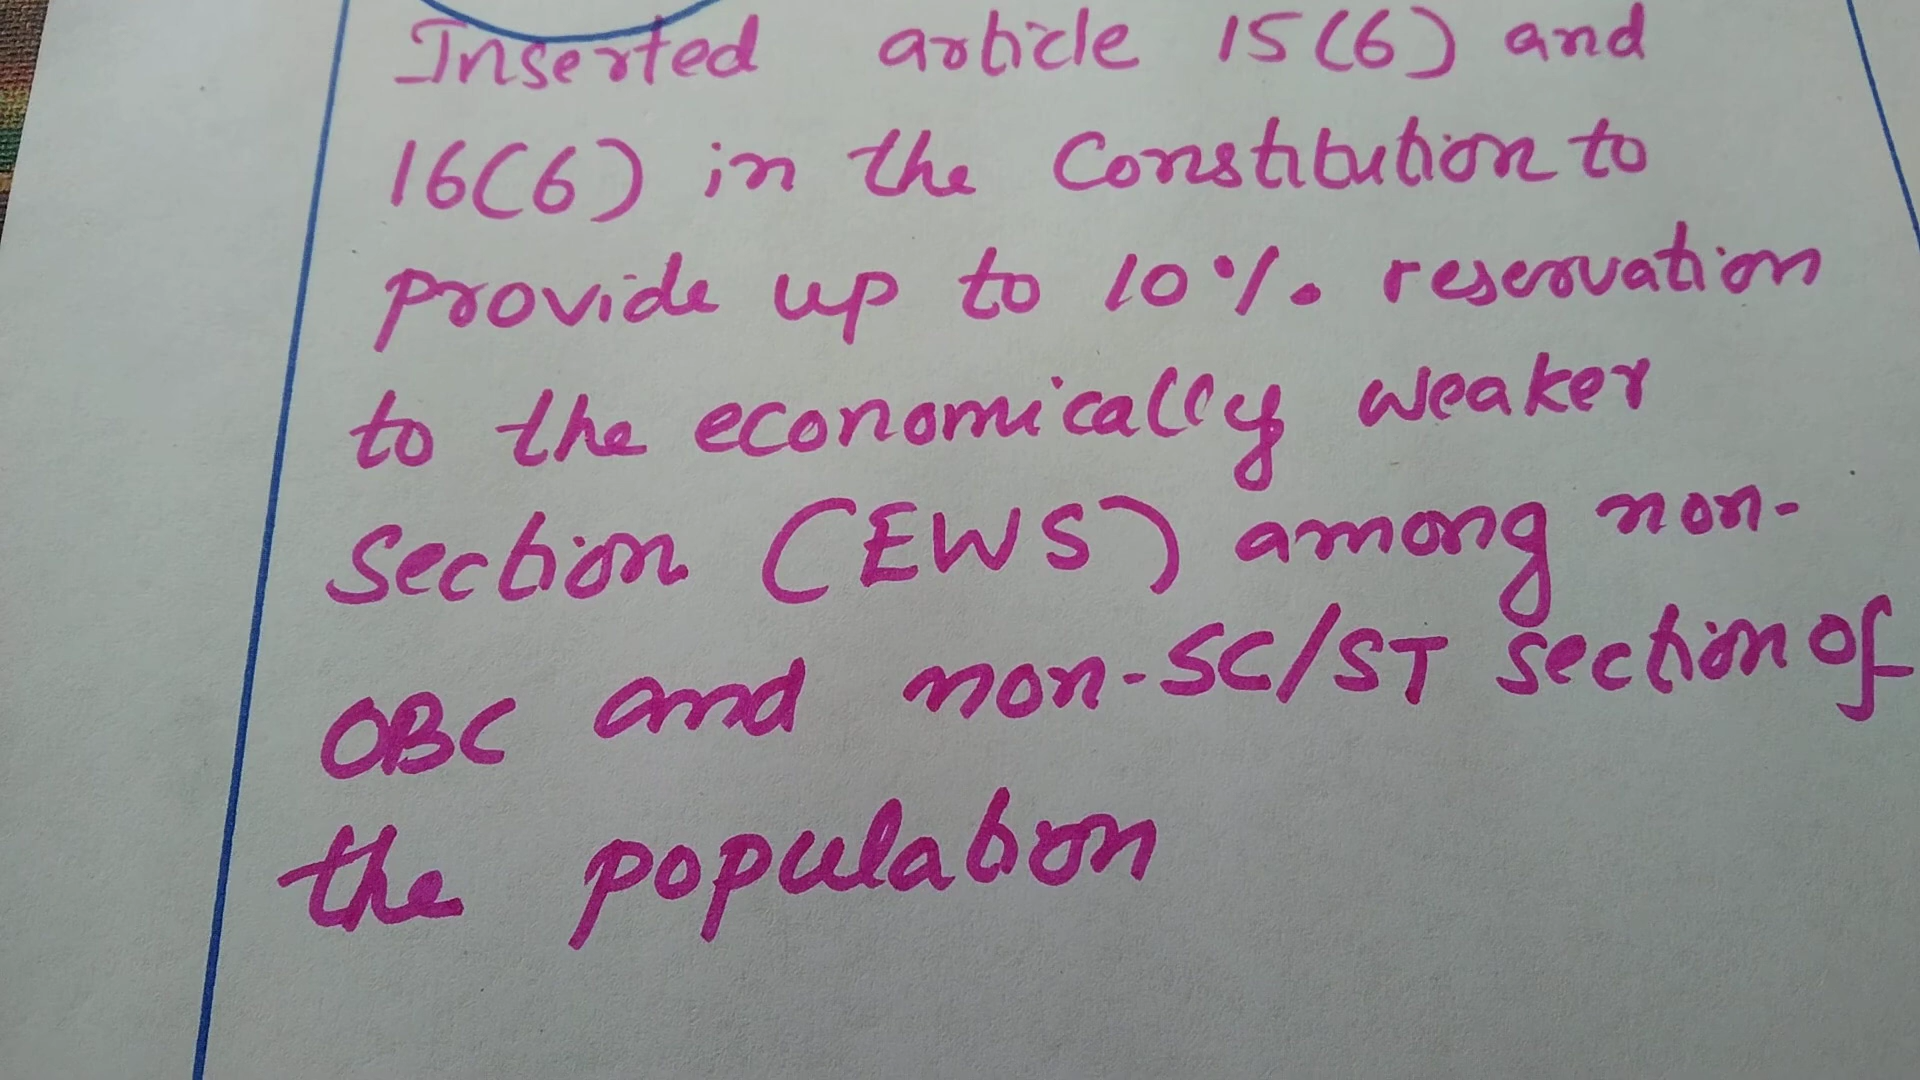 Inserted article 15(6) and
16(6) in the Constitution to
provide up to 10%. reservation
to the economically weaker
Section (EWS) among non-
OBC and non-SC/ST section of
the population